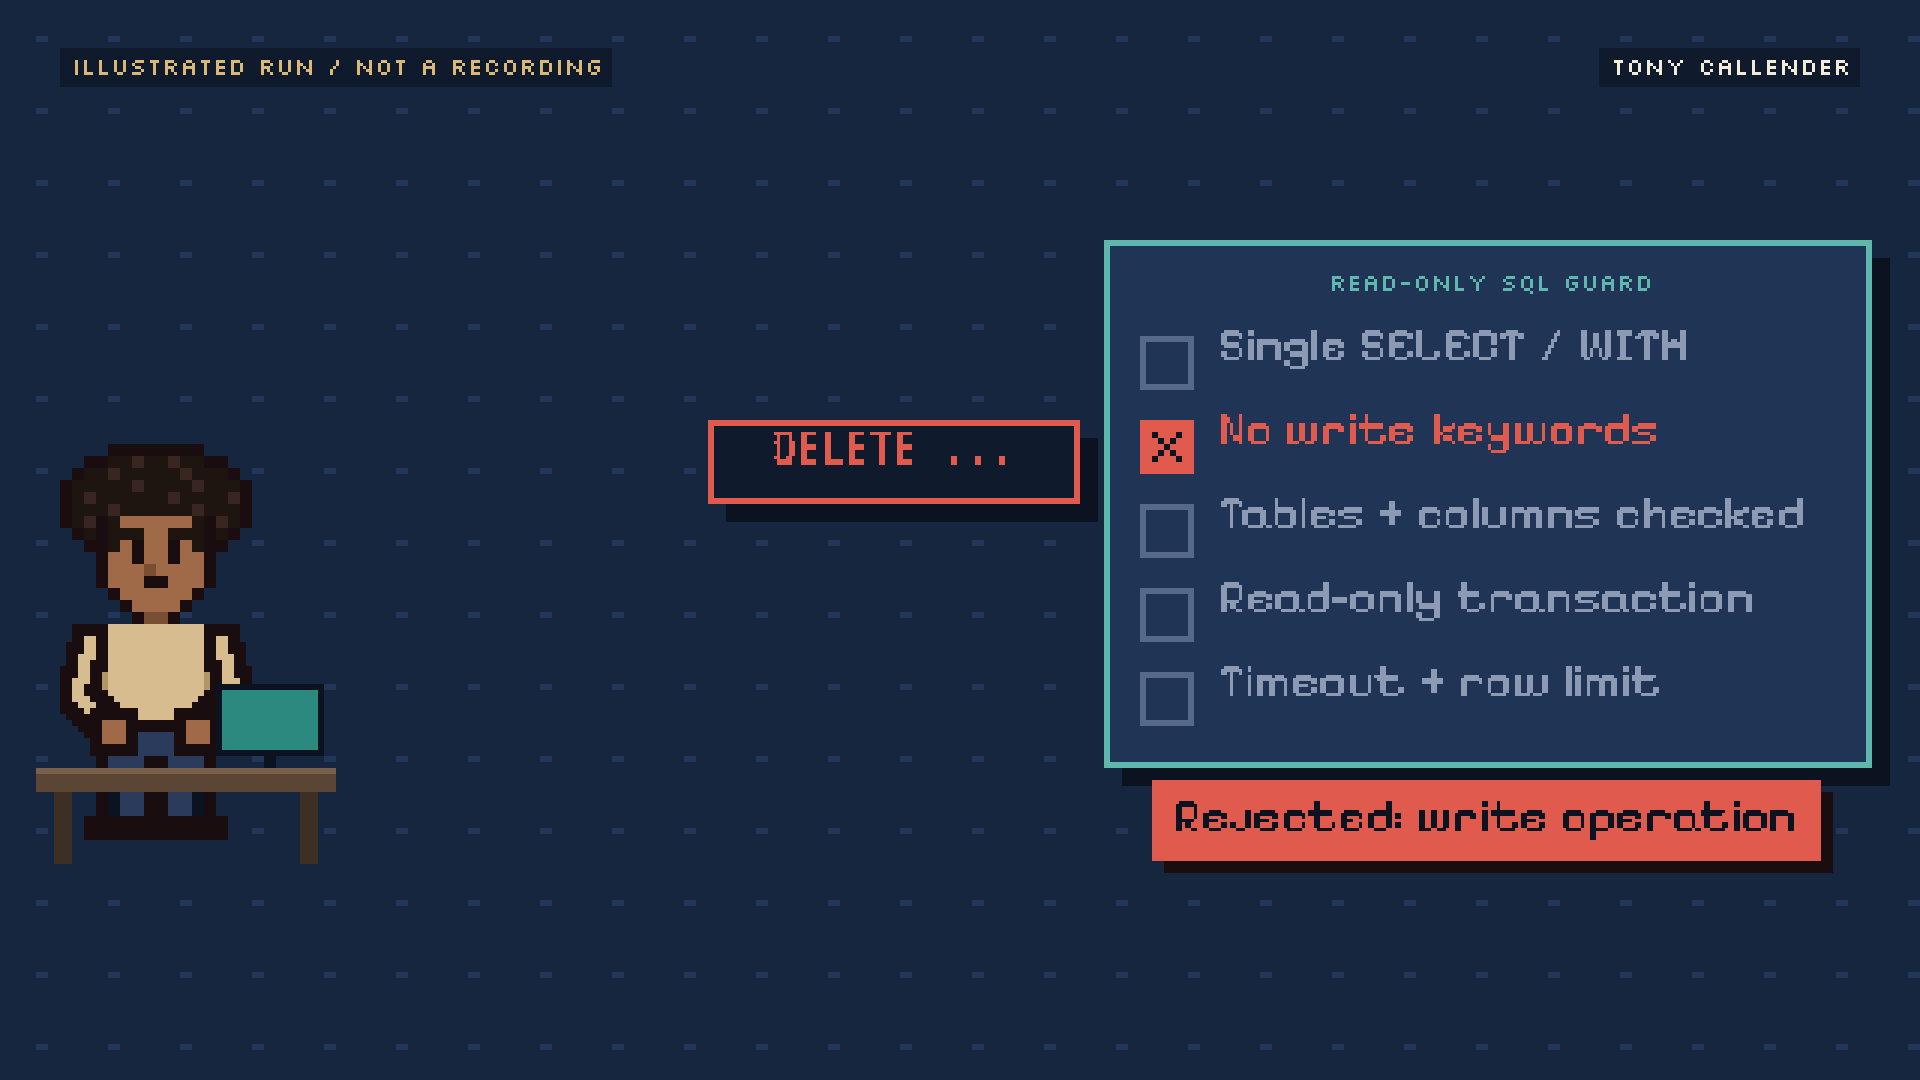 ILLUSTRATED RUN / NOT A RECORDING
TONY CALLENDER
READ-ONLY SQL GUARD
Single SELECT / WITH
DELETE ...
No write keywords
Tables + columns checked
Read-only transaction
Timeout + row limit
Rejected: write operation